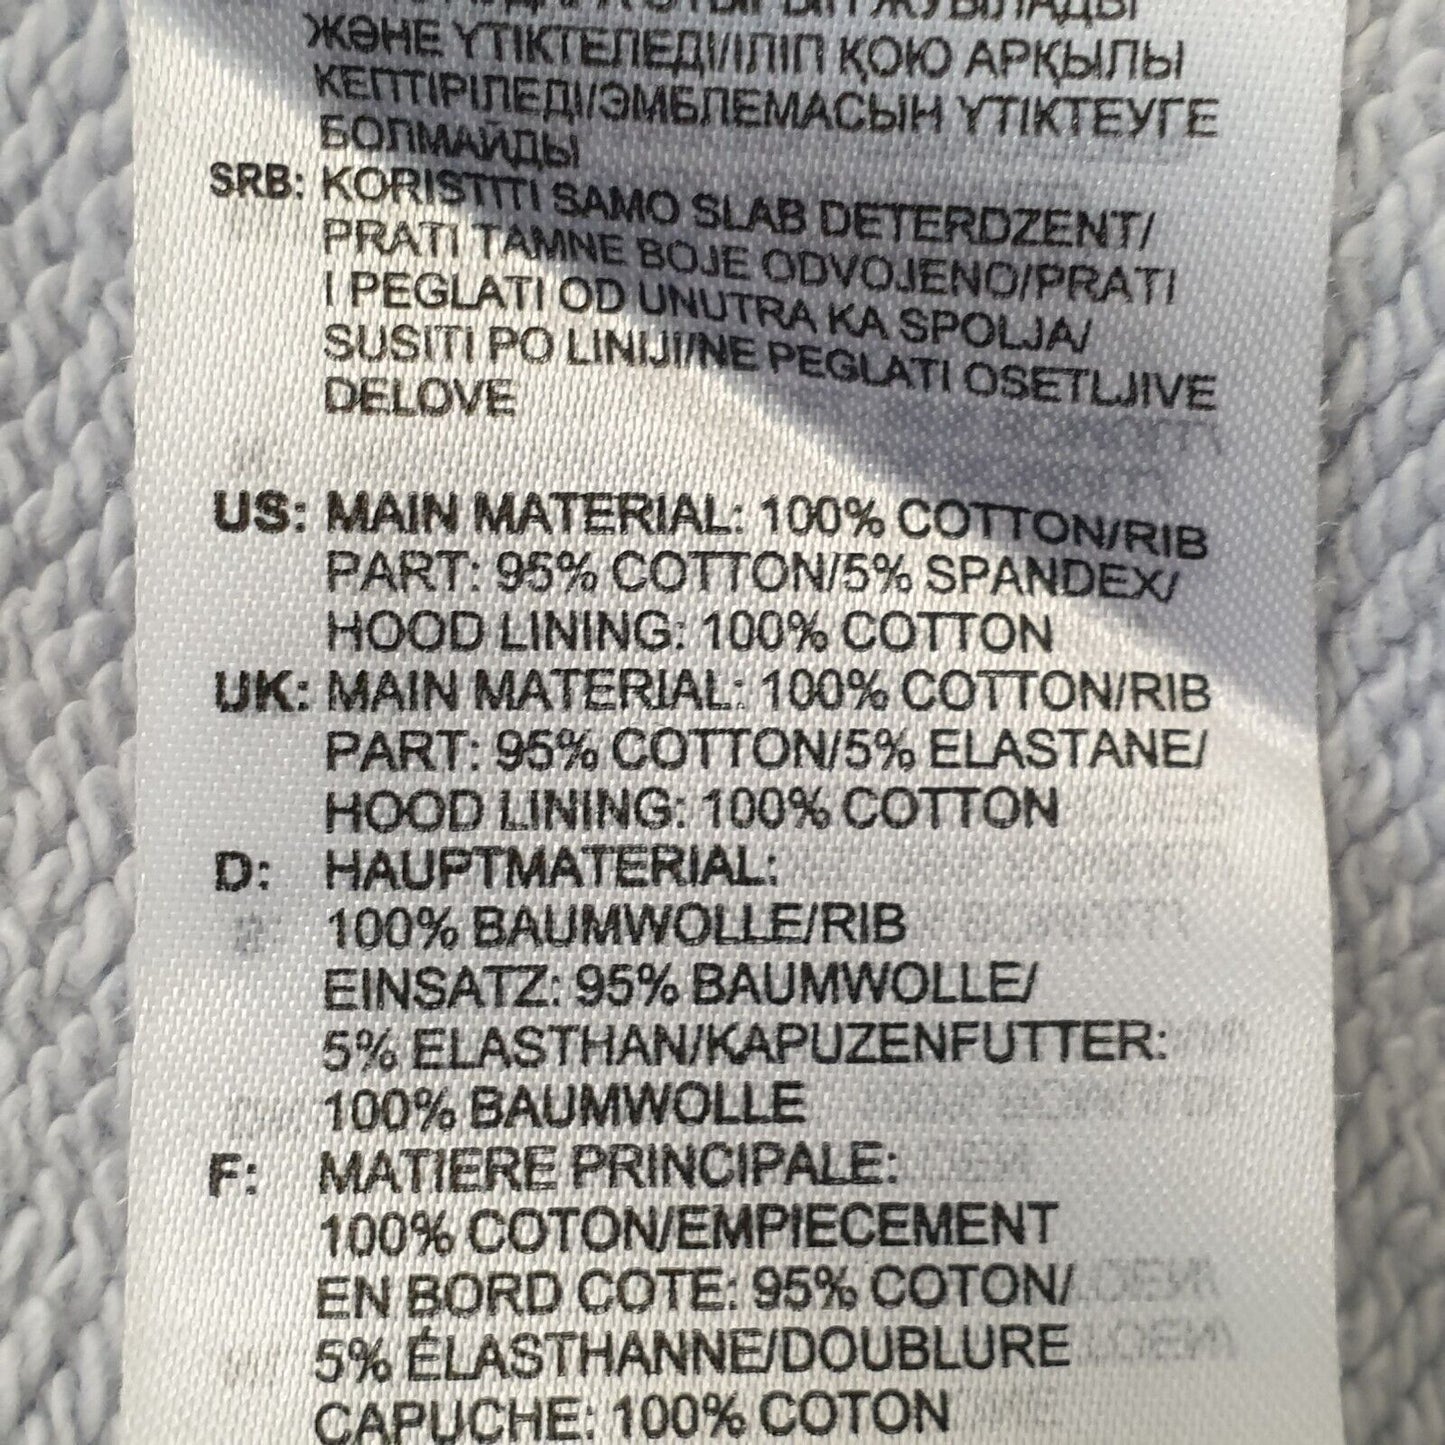 ЖӘНЕ ҮТІКТЕЛЕДІ/ІЛІП ҚОЮ АРҚЫЛЫ
КЕПТІРІЛЕДІ/ЭМБЛЕМАСЫН ҮТІКТЕУГЕ
БОЛМАЙДЫ
SRB: KORISTITI SAMO SLAB DETERDZENT/
PRATI TAMNE BOJE ODVOJENO/PRATI
I PEGLATI OD UNUTRA KA SPOLJA/
SUSITI PO LINIJI/NE PEGLATI OSETLJIVE
DELOVE
US: MAIN MATERIAL: 100% COTTON/RIB
PART: 95% COTTON/5% SPANDEX/
HOOD LINING: 100% COTTON
UK: MAIN MATERIAL: 100% COTTON/RIB
PART: 95% COTTON/5% ELASTANE/
HOOD LINING: 100% COTTON
D: HAUPTMATERIAL:
100% BAUMWOLLE/RIB
EINSATZ: 95% BAUMWOLLE/
5% ELASTHAN/KAPUZENFUTTER:
100% BAUMWOLLE
F: MATIERE PRINCIPALE:
100% COTON/EMPIECEMENT
EN BORD COTE: 95% COTON/
5% ÉLASTHANNE/DOUBLURE
CAPUCHE: 100% COTON